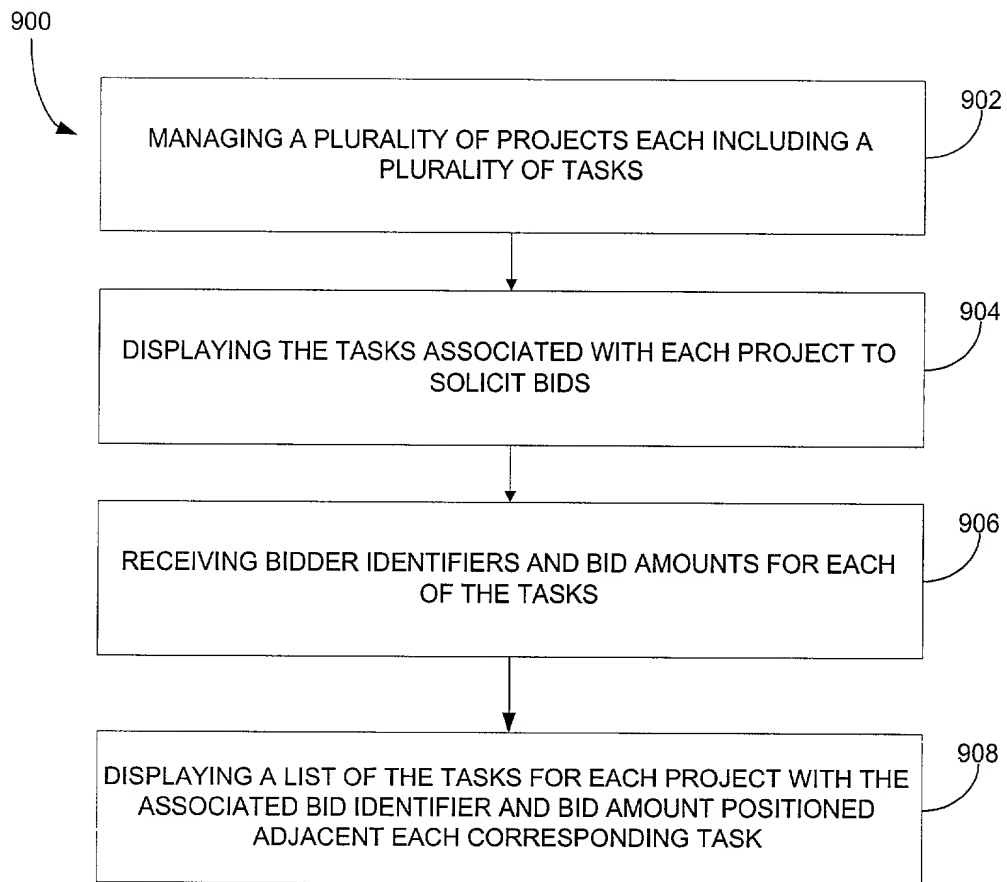 900
902
MANAGING A PLURALITY OF PROJECTS EACH INCLUDING A
PLURALITY OF TASKS
904
DISPLAYING THE TASKS ASSOCIATED WITH EACH PROJECT TO
SOLICIT BIDS
906
RECEIVING BIDDER IDENTIFIERS AND BID AMOUNTS FOR EACH
OF THE TASKS
908
DISPLAYING A LIST OF THE TASKS FOR EACH PROJECT WITH THE
ASSOCIATED BID IDENTIFIER AND BID AMOUNT POSITIONED
ADJACENT EACH CORRESPONDING TASK